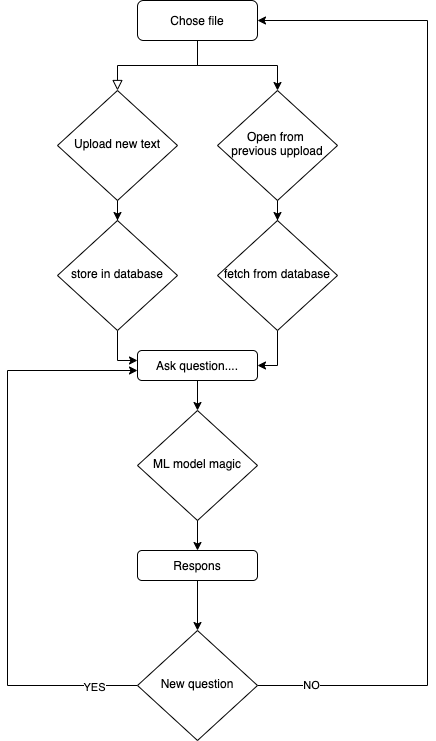 Chose file
Upload new text
Open from
previous uppload
store in database
fetch from database
Ask question....
ML model magic
Respons
New question
YES
NO